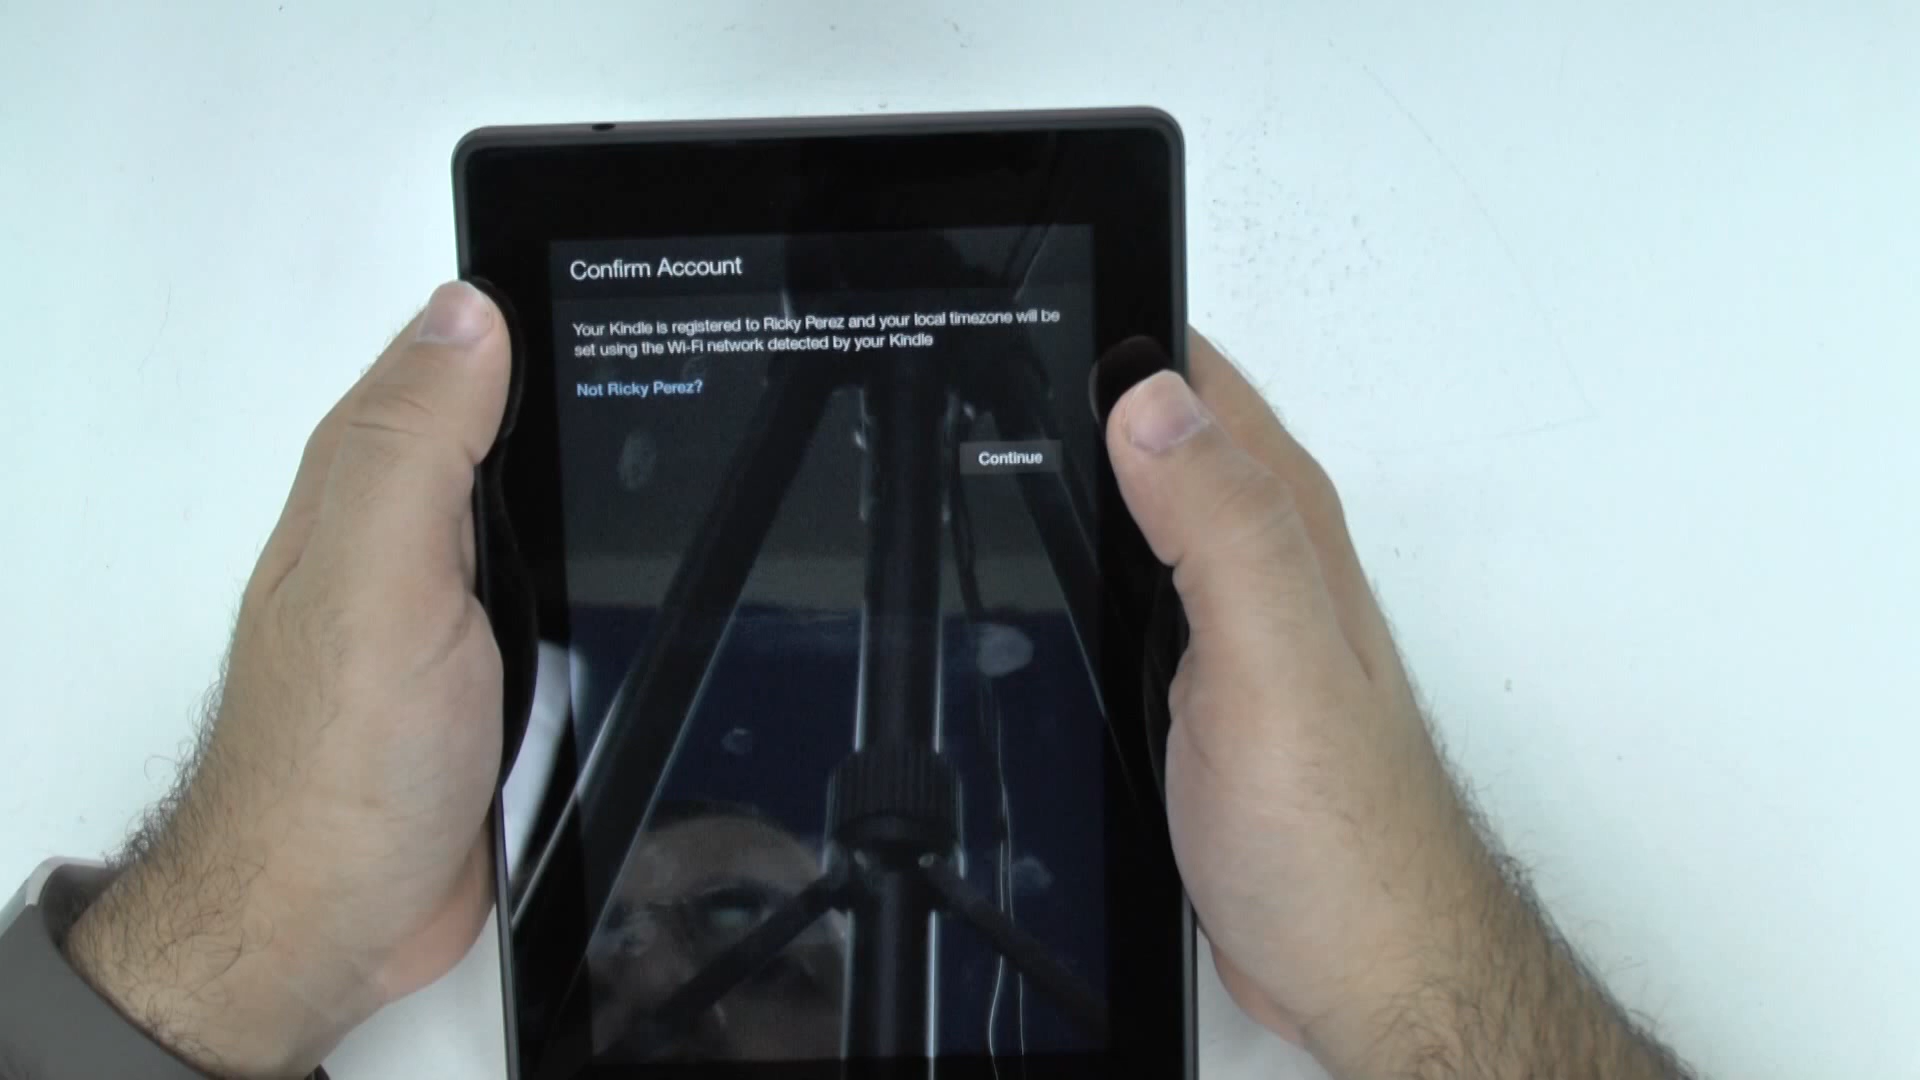 Confirm Account
Your Kindle is registered to Ricky Perez and your local timezone will be
set using the Wi-Fi network detected by your Kindle
Not Ricky Perez?
Continue